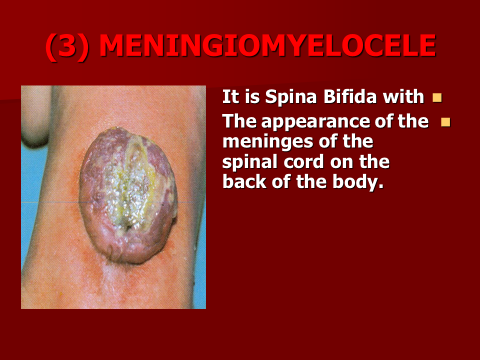 (3) MENINGIOMYELOCELE
It is Spina Bifida with
The appearance of the
meninges of the
spinal cord on the
back of the body.